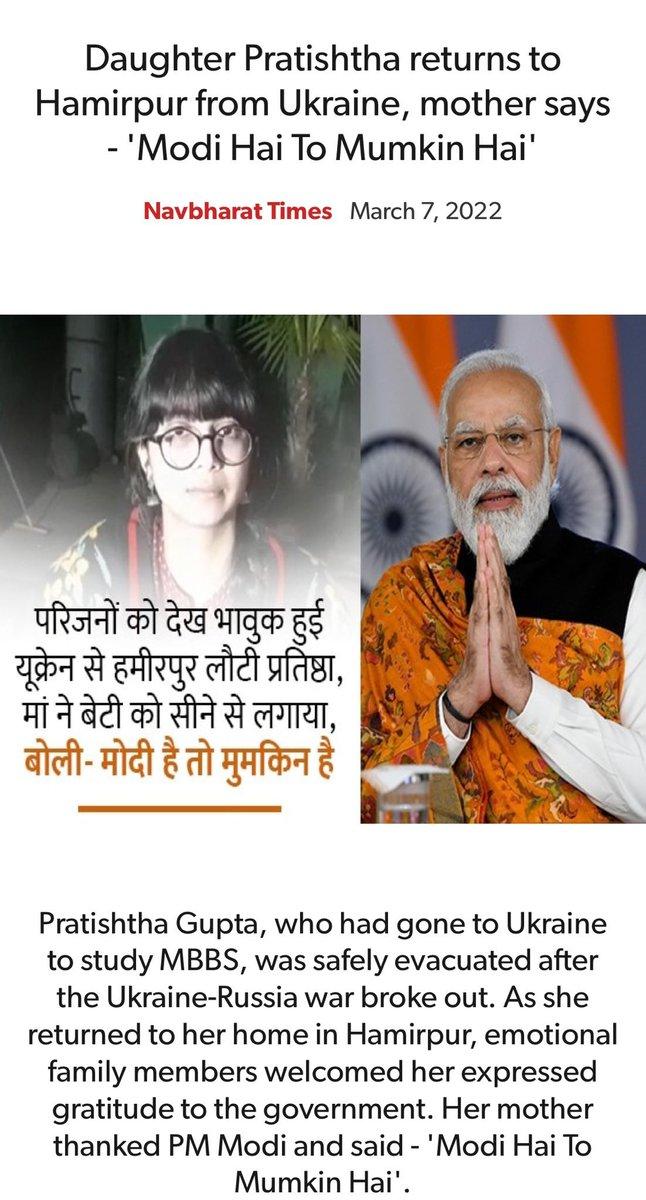 Daughter Pratishtha returns to
Hamirpur from Ukraine, mother says
- 'Modi Hai To Mumkin Hai'
Navbharat Times March 7, 2022
परिजनों को देख भावुक हुई
यूक्रेन से हमीरपुर लौटी प्रतिष्ठा,
मां ने बेटी को सीने से लगाया,
बोली- मोदी है तो मुमकिन है
Pratishtha Gupta, who had gone to Ukraine
to study MBBS, was safely evacuated after
the Ukraine-Russia war broke out. As she
returned to her home in Hamirpur, emotional
family members welcomed her expressed
gratitude to the government. Her mother
thanked PM Modi and said - 'Modi Hai To
Mumkin Hai'.